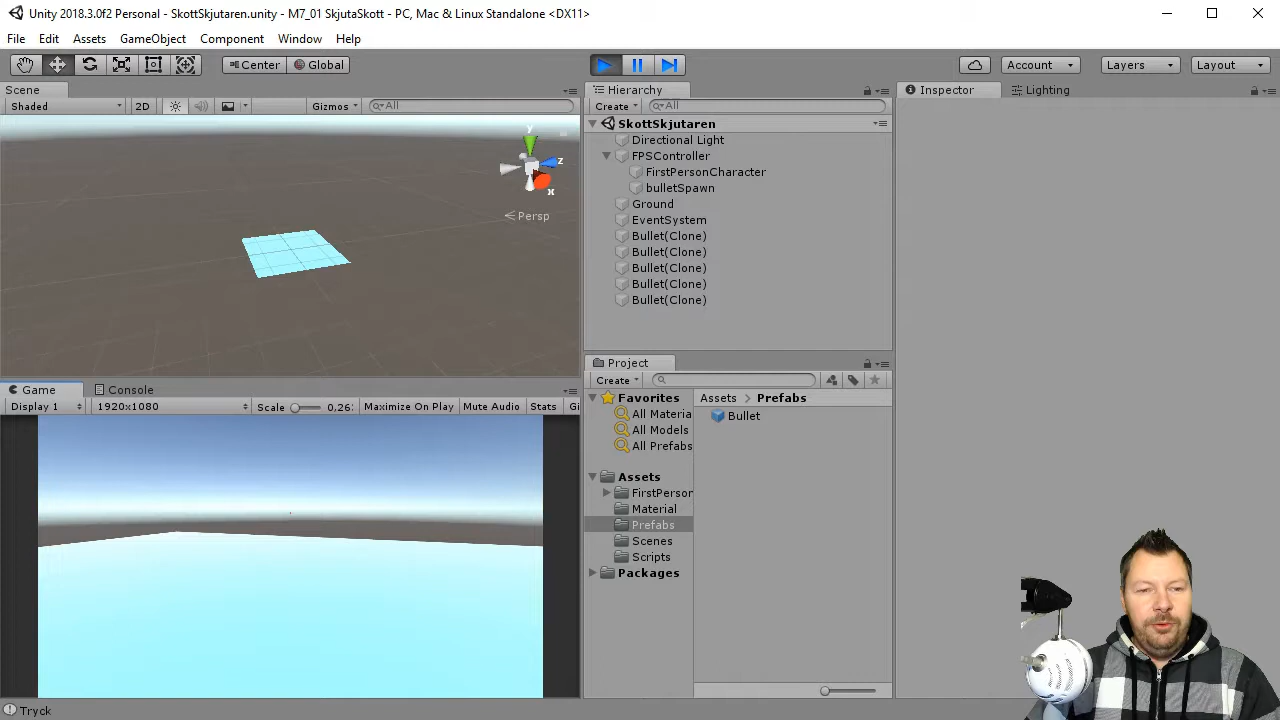 Unity 2018.3.0f2 Personal - SkottSkjutaren.unity - M7_01 SkjutaSkott - PC, Mac & Linux Standalone <DX11>
File Edit Assets GameObject Component Window Help
Center Global Account Layers Layout
Scene
Shaded 2D Gizmos All
y
z
x
Persp
Hierarchy
Create All
SkottSkjutaren
Directional Light
FPSController
FirstPersonCharacter
bulletSpawn
Ground
EventSystem
Bullet(Clone)
Bullet(Clone)
Bullet(Clone)
Bullet(Clone)
Bullet(Clone)
Inspector Lighting
Game Console
Display 1 1920x1080 Scale 0,26: Maximize On Play Mute Audio Stats Gi
Project
Create
Favorites
All Materia
All Models
All Prefabs
Assets
FirstPerson
Material
Prefabs
Scenes
Scripts
Packages
Assets > Prefabs
Bullet
Tryck